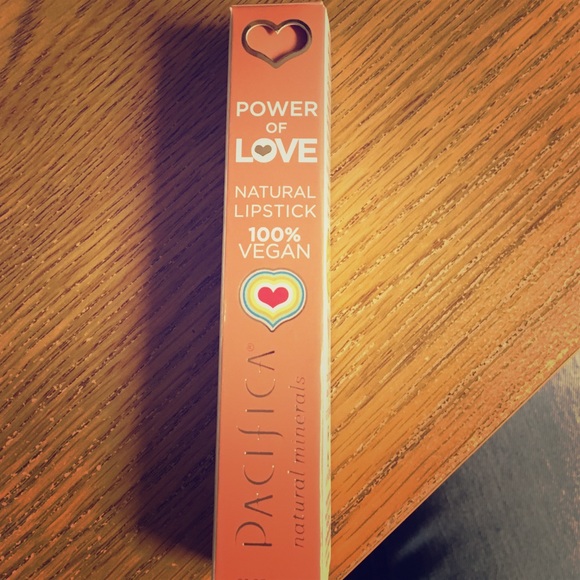 POWER
OF
LOVE
NATURAL
LIPSTICK
100%
VEGAN
PACIFICA®
natural minerals